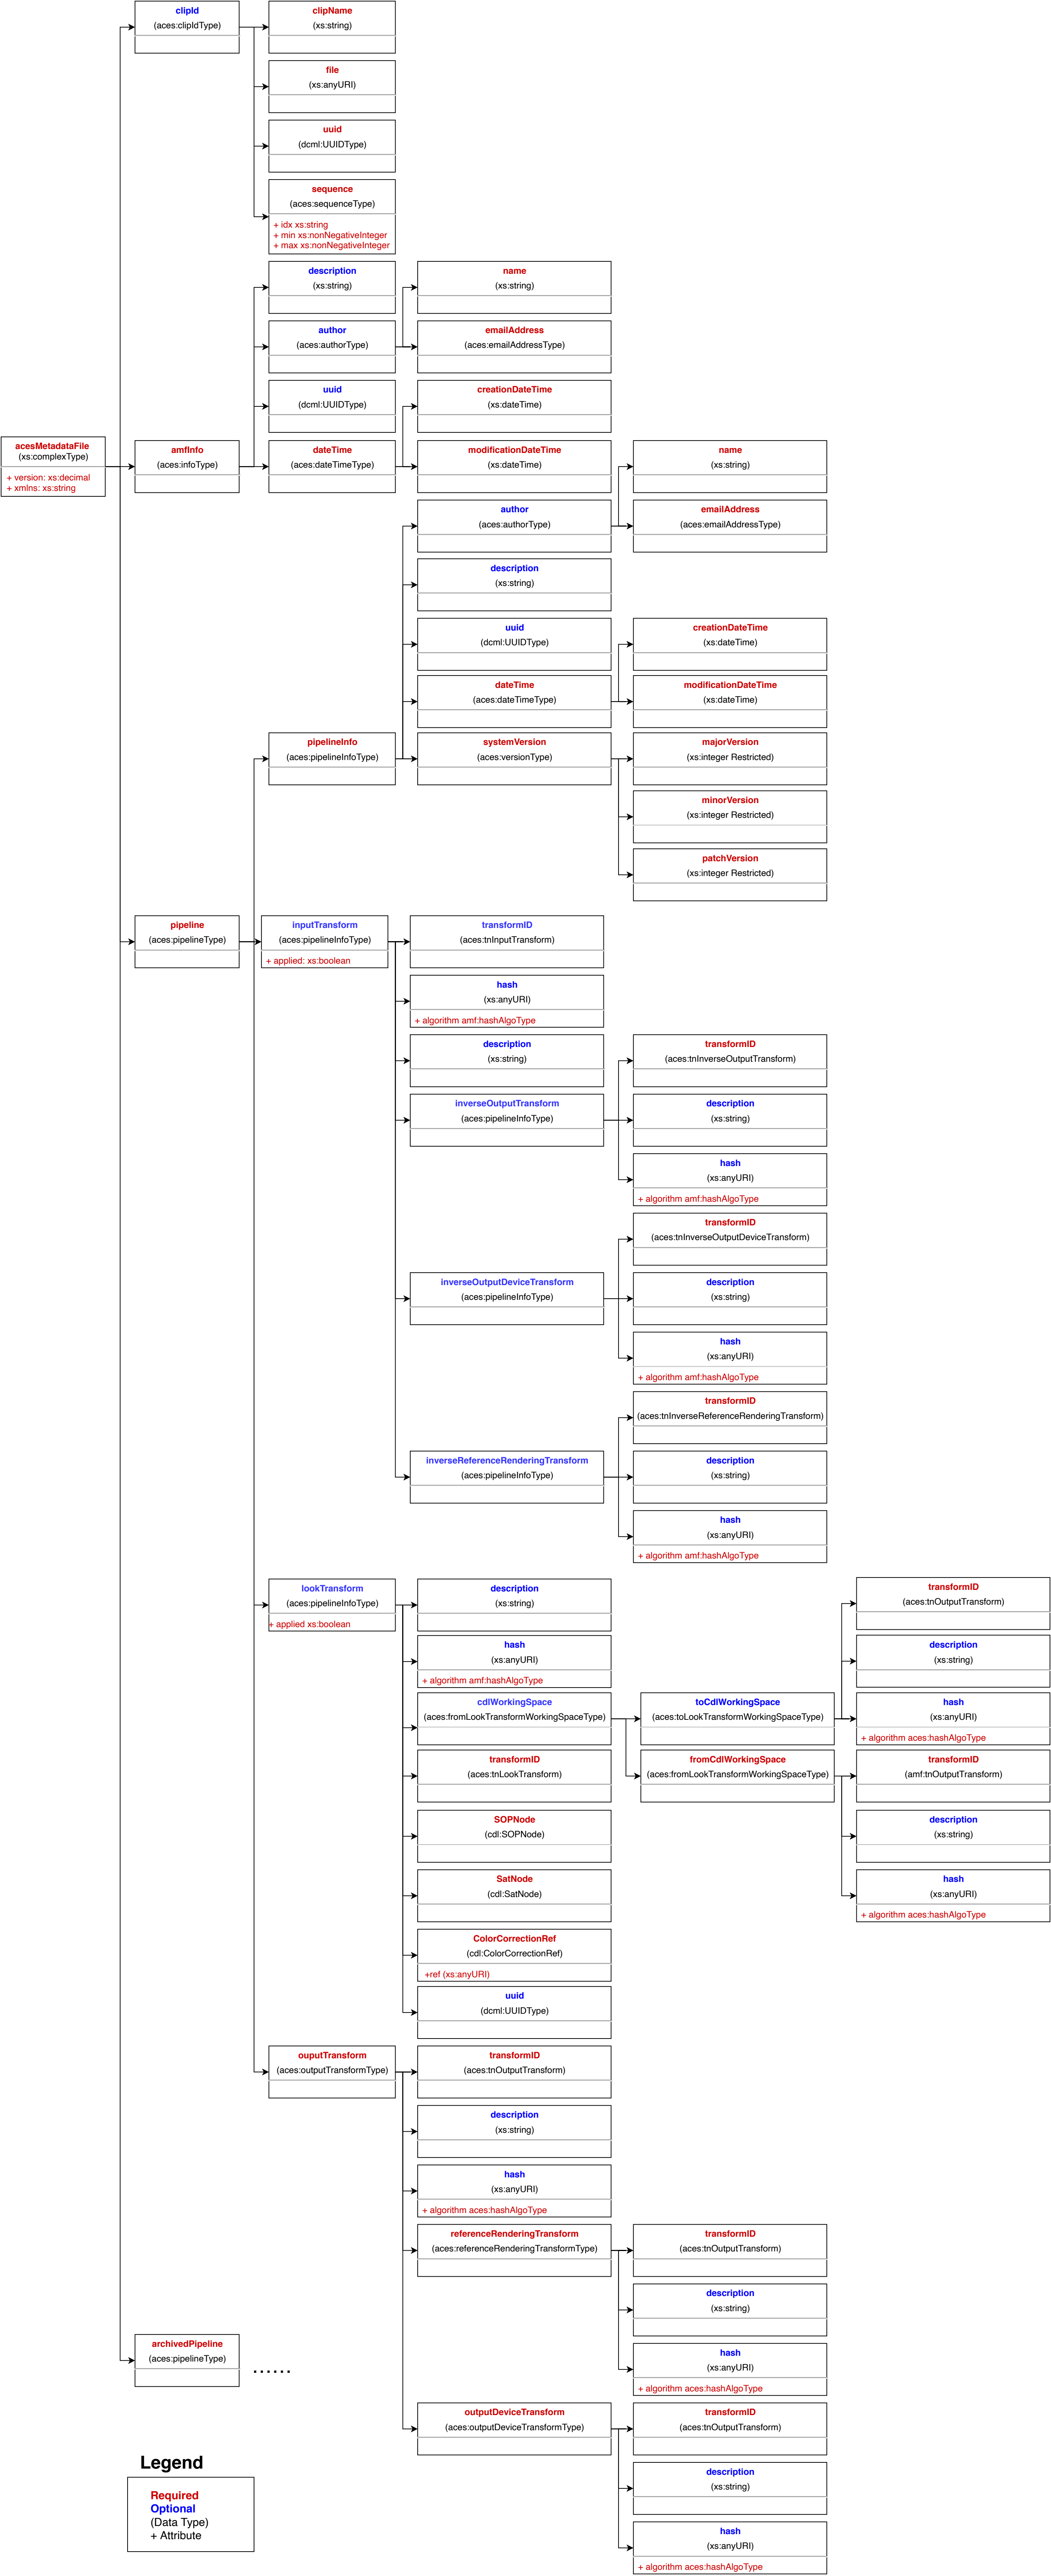 clipId
(aces:clipIdType)
clipName
(xs:string)
file
(xs:anyURI)
uuid
(dcml:UUIDType)
sequence
(aces:sequenceType)
+ idx xs:string
+ min xs:nonNegativeInteger
+ max xs:nonNegativeInteger
description
(xs:string)
name
(xs:string)
author
(aces:authorType)
emailAddress
(aces:emailAddressType)
uuid
(dcml:UUIDType)
creationDateTime
(xs:dateTime)
acesMetadataFile
(xs:complexType)
+ version: xs:decimal
+ xmlns: xs:string
amfInfo
(aces:infoType)
dateTime
(aces:dateTimeType)
modificationDateTime
(xs:dateTime)
name
(xs:string)
author
(aces:authorType)
emailAddress
(aces:emailAddressType)
description
(xs:string)
uuid
(dcml:UUIDType)
creationDateTime
(xs:dateTime)
dateTime
(aces:dateTimeType)
modificationDateTime
(xs:dateTime)
pipelineInfo
(aces:pipelineInfoType)
systemVersion
(aces:versionType)
majorVersion
(xs:integer Restricted)
minorVersion
(xs:integer Restricted)
patchVersion
(xs:integer Restricted)
pipeline
(aces:pipelineType)
inputTransform
(aces:pipelineInfoType)
+ applied: xs:boolean
transformID
(aces:tnInputTransform)
hash
(xs:anyURI)
+ algorithm amf:hashAlgoType
description
(xs:string)
transformID
(aces:tnInverseOutputTransform)
inverseOutputTransform
(aces:pipelineInfoType)
description
(xs:string)
hash
(xs:anyURI)
+ algorithm amf:hashAlgoType
transformID
(aces:tnInverseOutputDeviceTransform)
inverseOutputDeviceTransform
(aces:pipelineInfoType)
description
(xs:string)
hash
(xs:anyURI)
+ algorithm amf:hashAlgoType
transformID
(aces:tnInverseReferenceRenderingTransform)
inverseReferenceRenderingTransform
(aces:pipelineInfoType)
description
(xs:string)
hash
(xs:anyURI)
+ algorithm amf:hashAlgoType
lookTransform
(aces:pipelineInfoType)
+ applied xs:boolean
description
(xs:string)
transformID
(aces:tnOutputTransform)
hash
(xs:anyURI)
+ algorithm amf:hashAlgoType
description
(xs:string)
cdlWorkingSpace
(aces:fromLookTransformWorkingSpaceType)
toCdlWorkingSpace
(aces:toLookTransformWorkingSpaceType)
hash
(xs:anyURI)
+ algorithm aces:hashAlgoType
transformID
(aces:tnLookTransform)
fromCdlWorkingSpace
(aces:fromLookTransformWorkingSpaceType)
transformID
(amf:tnOutputTransform)
SOPNode
(cdl:SOPNode)
description
(xs:string)
SatNode
(cdl:SatNode)
hash
(xs:anyURI)
+ algorithm aces:hashAlgoType
ColorCorrectionRef
(cdl:ColorCorrectionRef)
+ref (xs:anyURI)
uuid
(dcml:UUIDType)
ouputTransform
(aces:outputTransformType)
transformID
(aces:tnOutputTransform)
description
(xs:string)
hash
(xs:anyURI)
+ algorithm aces:hashAlgoType
referenceRenderingTransform
(aces:referenceRenderingTransformType)
transformID
(aces:tnOutputTransform)
description
(xs:string)
archivedPipeline
(aces:pipelineType)
......
hash
(xs:anyURI)
+ algorithm aces:hashAlgoType
outputDeviceTransform
(aces:outputDeviceTransformType)
transformID
(aces:tnOutputTransform)
description
(xs:string)
hash
(xs:anyURI)
+ algorithm aces:hashAlgoType
Legend
Required
Optional
(Data Type)
+ Attribute